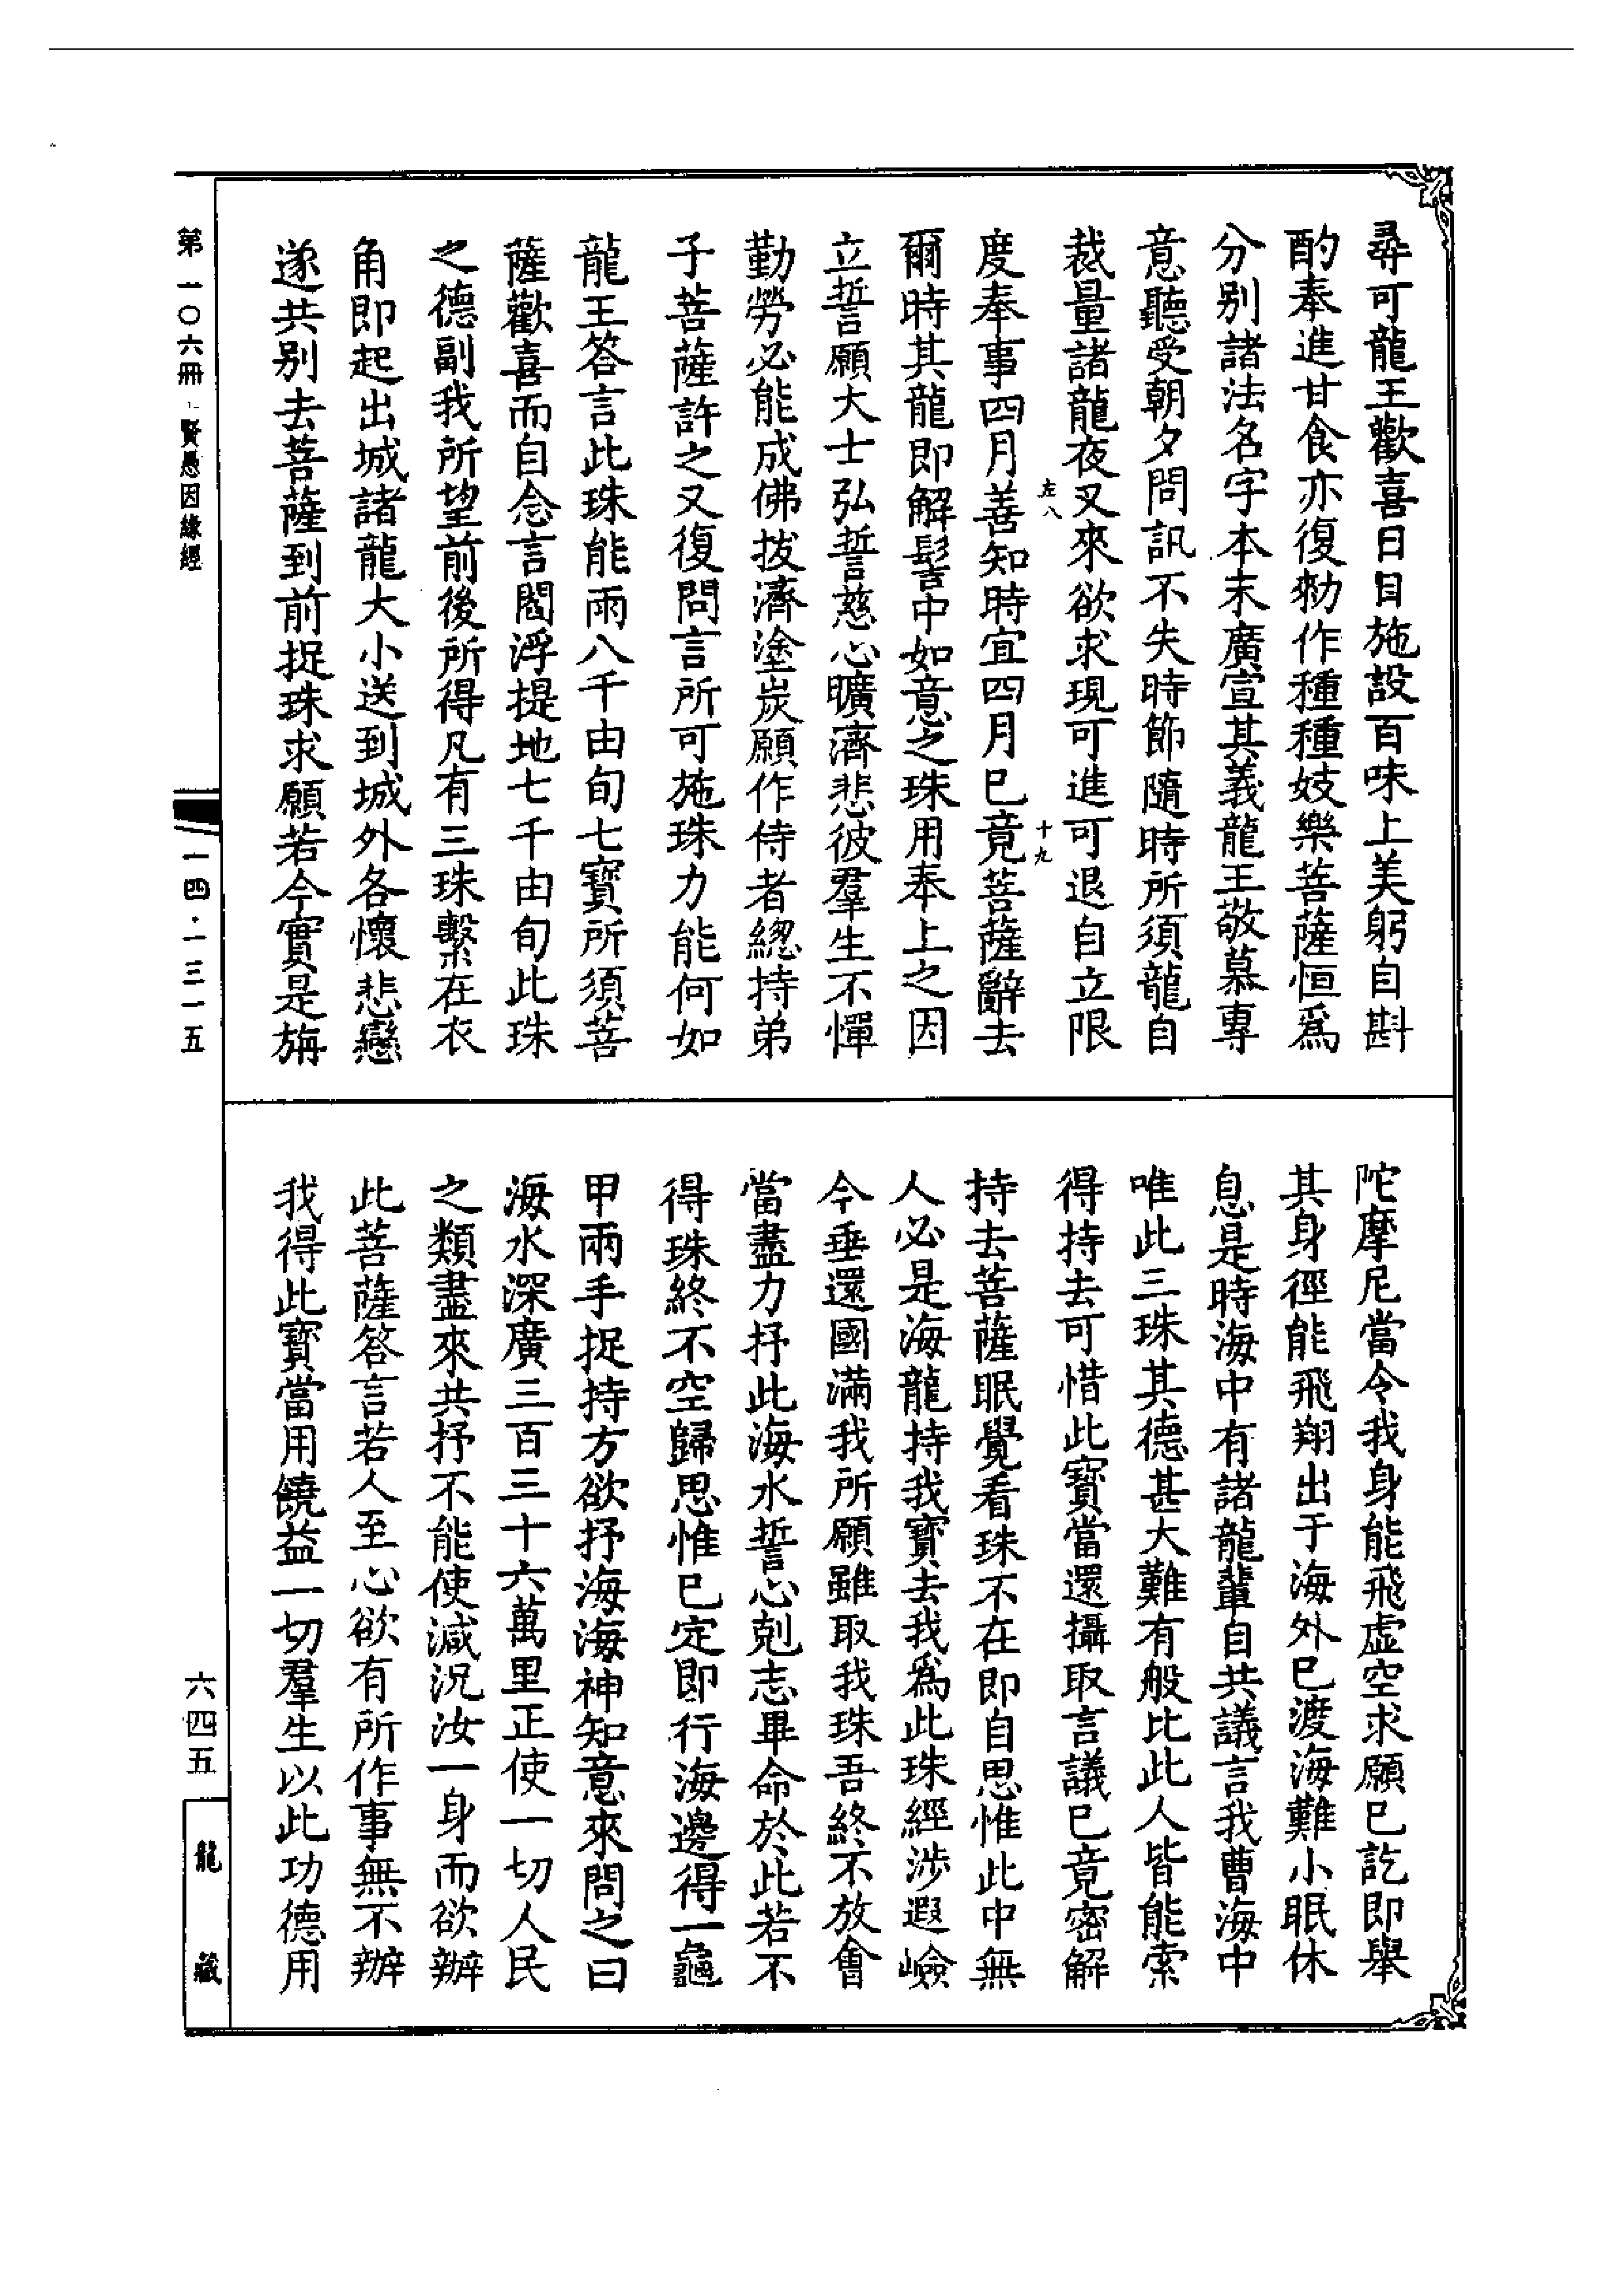 尋可龍王歡喜日日施設百味上美躬自斟
酌奉進甘食亦復勑作種種妓樂菩薩恒爲
分别諸法名字本末廣宣其義龍王敬慕專
意聽受朝夕問訊不失時節隨時所須龍自
裁量諸龍夜叉來欲求現可進可退自立限
左八
十九
度奉事四月善知時宜四月已竟菩薩辭去
爾時其龍即解髻中如意之珠用奉上之因
立誓願大士弘誓慈心曠濟悲彼羣生不憚
勤勞必能成佛拔濟塗炭願作侍者總持弟
子菩薩許之又復問言所可施珠力能何如
龍王答言此珠能雨八千由旬七寶所須菩
薩歡喜而自念言閻浮提地七千由旬此珠
之德副我所望前後所得凡有三珠繫在衣
角即起出城諸龍大小送到城外各懷悲戀
遂共别去菩薩到前捉珠求願若今實是旃
陀摩尼當令我身能飛虚空求願已訖即舉
其身徑能飛翔出于海外已渡海難小眠休
息是時海中有諸龍輩自共議言我曹海中
唯此三珠其德甚大難有般比此人皆能索
得持去可惜此寶當還攝取言議已竟密解
持去菩薩眠覺看珠不在即自思惟此中無
人必是海龍持我寶去我爲此珠經涉遐嶮
今垂還國滿我所願雖取我珠吾終不放會
當盡力抒此海水誓心剋志畢命於此若不
得珠終不空歸思惟已定即行海邊得一龜
甲兩手捉持方欲抒海海神知意來問之曰
海水深廣三百三十六萬里正使一切人民
之類盡來共抒不能使減況汝一身而欲辦
此菩薩答言若人至心欲有所作事無不辦
我得此寶當用饒益一切羣生以此功德用
第一〇六冊
賢愚因緣經
一四·一三一五
六四五
龍藏